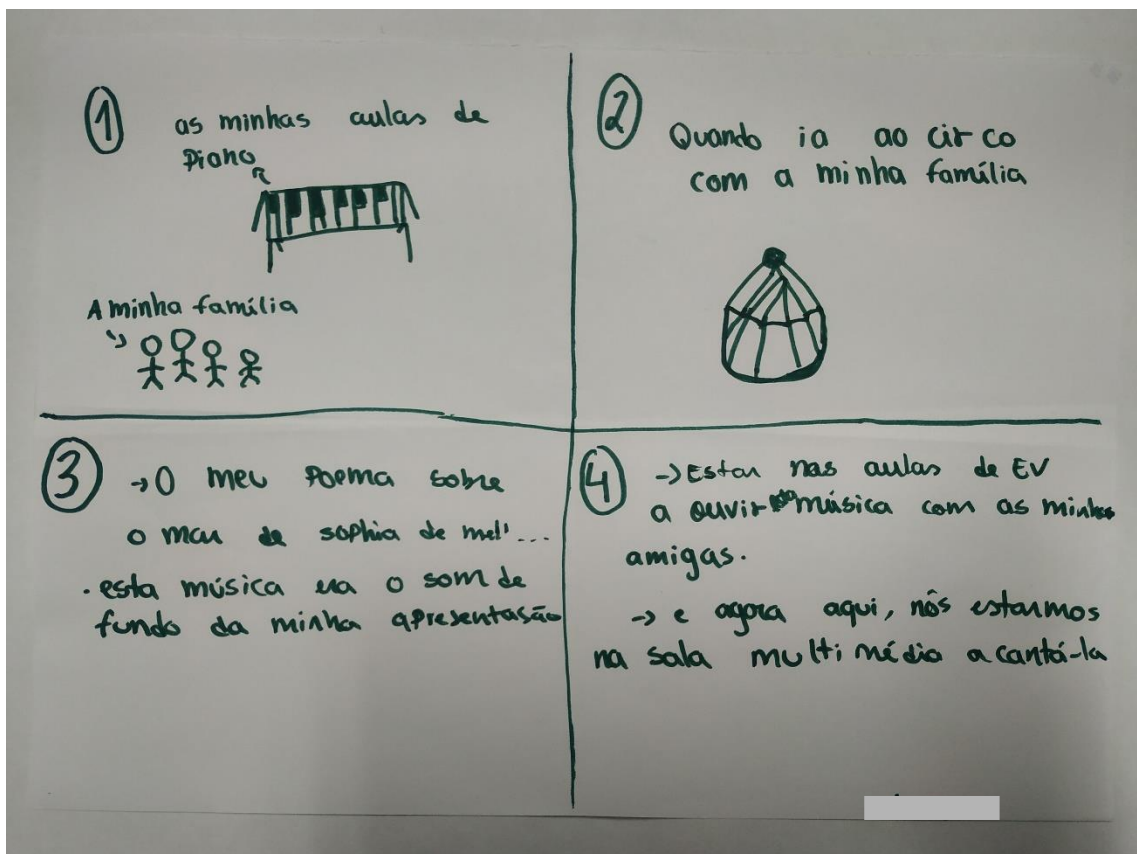 1
as minhas aulas de
piano
A minha família
2
Quando ia ao circo
com a minha família
3
→ O meu poema sobre
o mar de sophia de mel'...
. esta música era o som de
fundo da minha apresentasão
4
→ Estar nas aulas de EV
a ouvir música com as minhas
amigas.
→ e agora aqui, nós estarmos
na sala multimédia a cantá-la